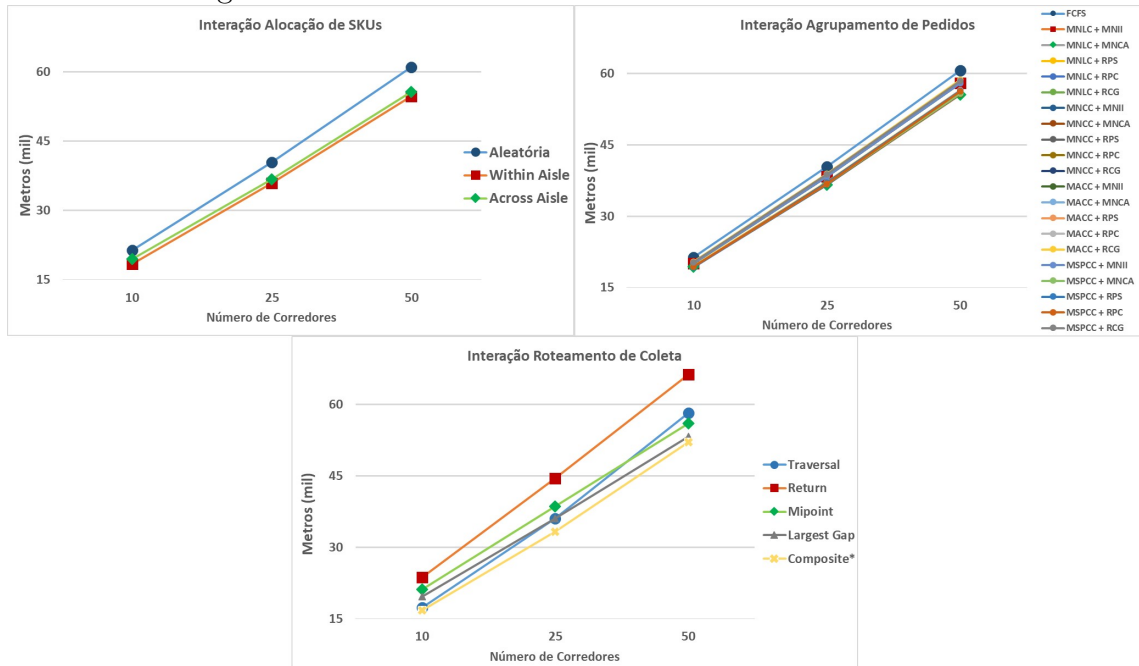 Interação Alocação de SKUs
Metros (mil)
60
45
30
15
10
25
50
Número de Corredores
Aleatória
Within Aisle
Across Aisle
Interação Agrupamento de Pedidos
Metros (mil)
60
45
30
15
10
25
50
Número de Corredores
FCFS
MNLC + MNII
MNLC + MNCA
MNLC + RPS
MNLC + RPC
MNLC + RCG
MNCC + MNII
MNCC + MNCA
MNCC + RPS
MNCC + RPC
MNCC + RCG
MACC + MNII
MACC + MNCA
MACC + RPS
MACC + RPC
MACC + RCG
MSPCC + MNII
MSPCC + MNCA
MSPCC + RPS
MSPCC + RPC
MSPCC + RCG
Interação Roteamento de Coleta
Metros (mil)
60
45
30
15
10
25
50
Número de Corredores
Traversal
Return
Mipoint
Largest Gap
Composite*